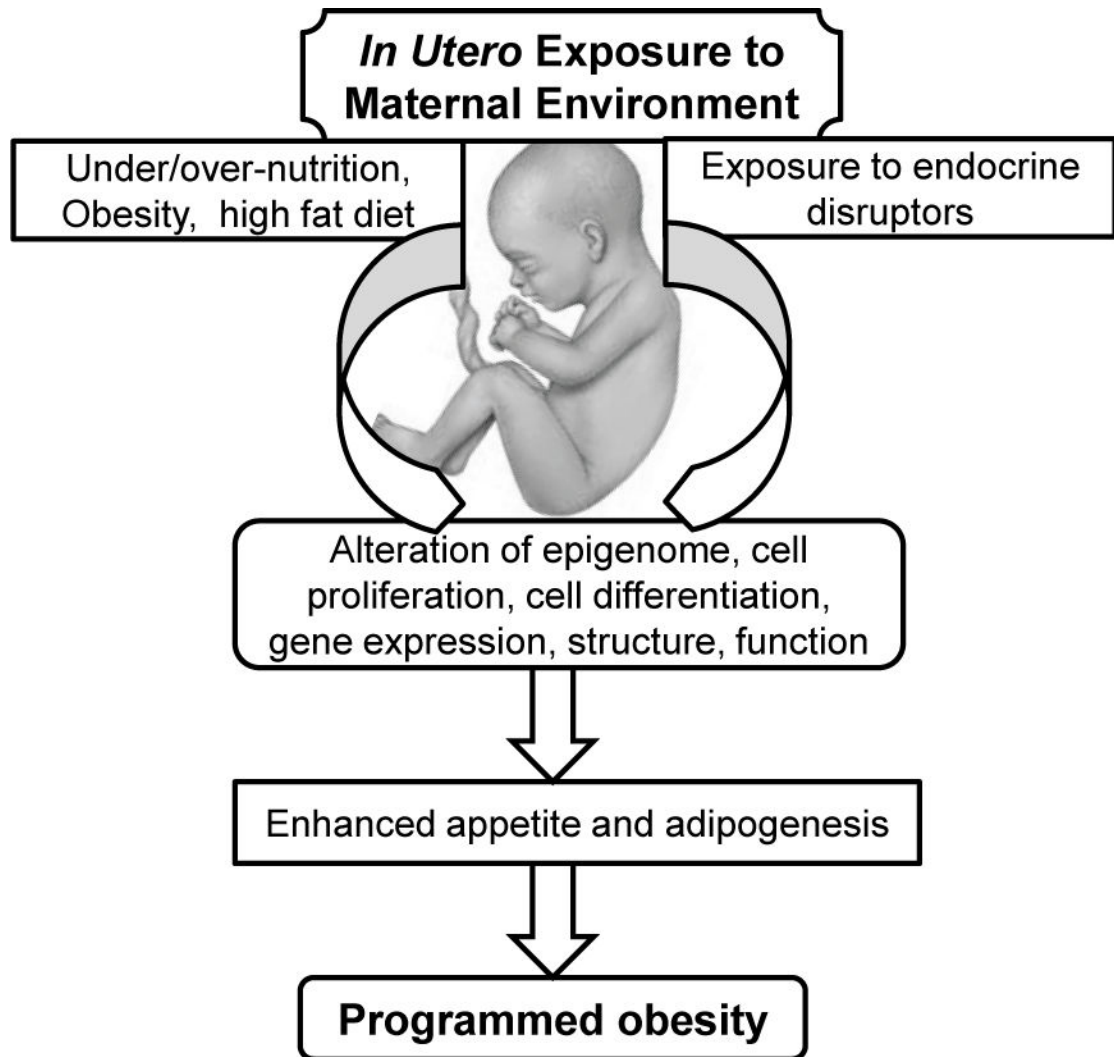 In Utero Exposure to
Maternal Environment
Under/over-nutrition,
Obesity, high fat diet
Exposure to endocrine
disruptors
Alteration of epigenome, cell
proliferation, cell differentiation,
gene expression, structure, function
Enhanced appetite and adipogenesis
Programmed obesity